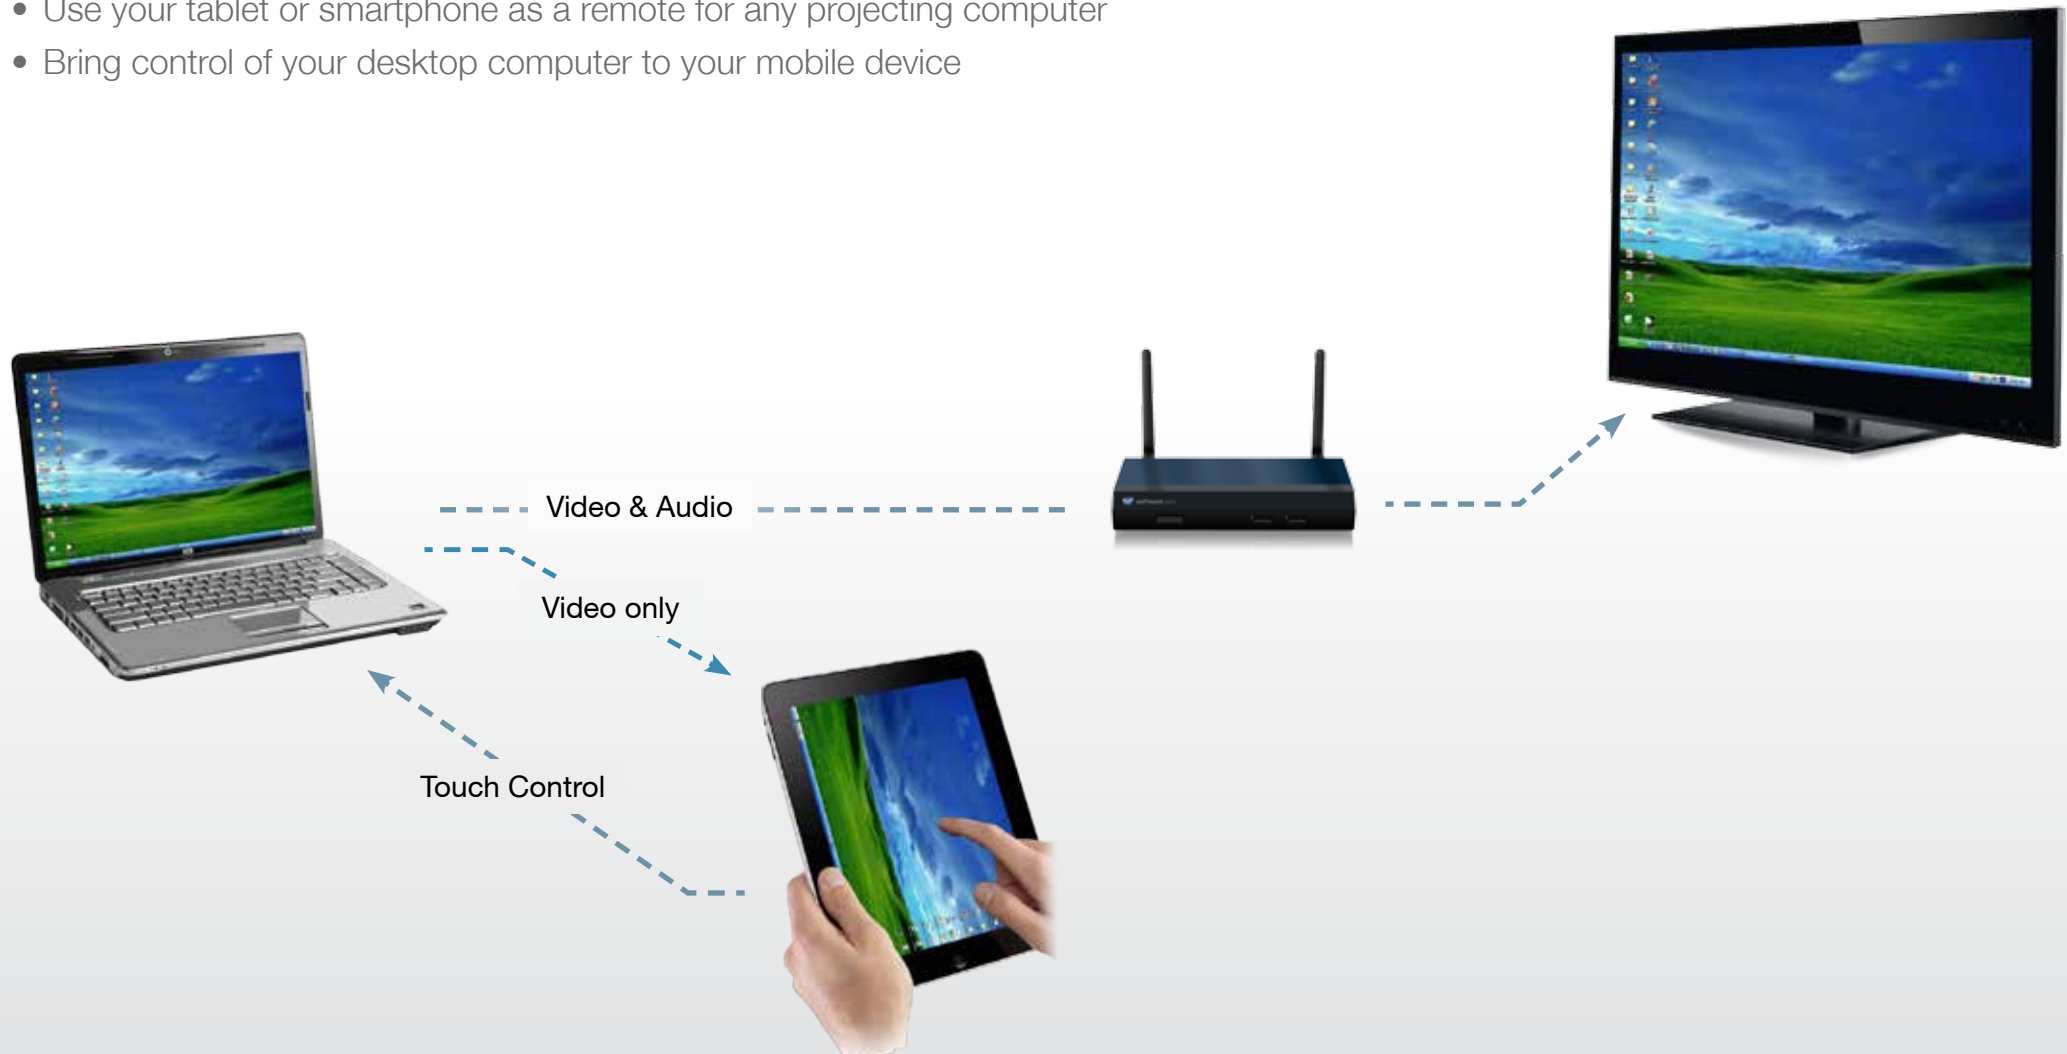 • Use your tablet or smartphone as a remote for any projecting computer
• Bring control of your desktop computer to your mobile device
Video & Audio
Video only
Touch Control